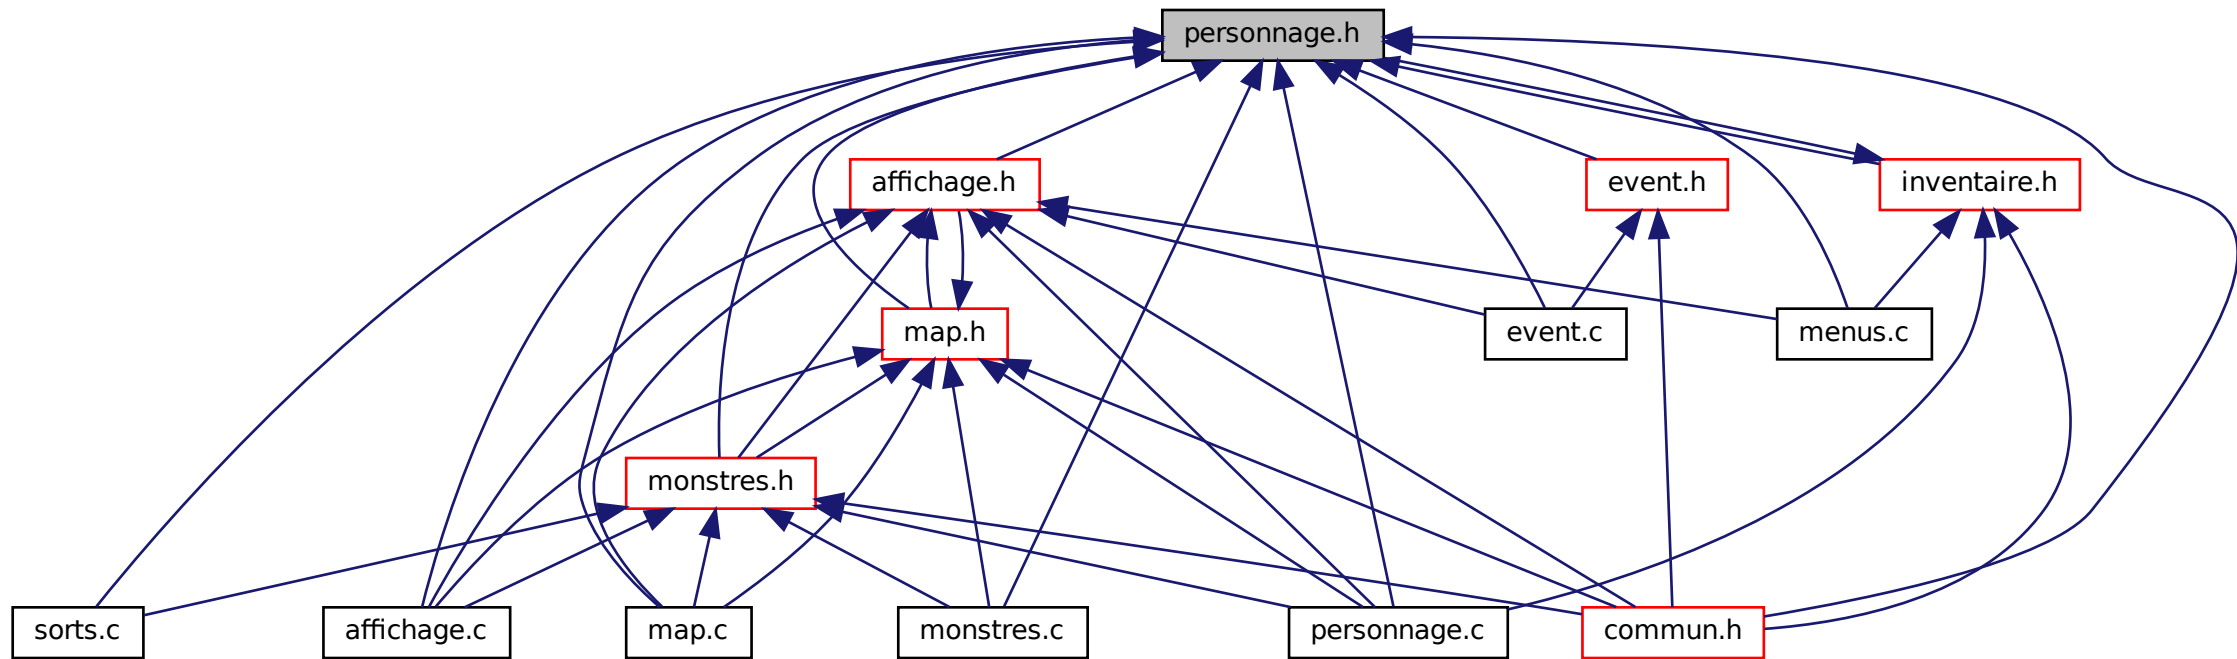 personnage.h
affichage.h
event.h
inventaire.h
map.h
event.c
menus.c
monstres.h
sorts.c
affichage.c
map.c
monstres.c
personnage.c
commun.h